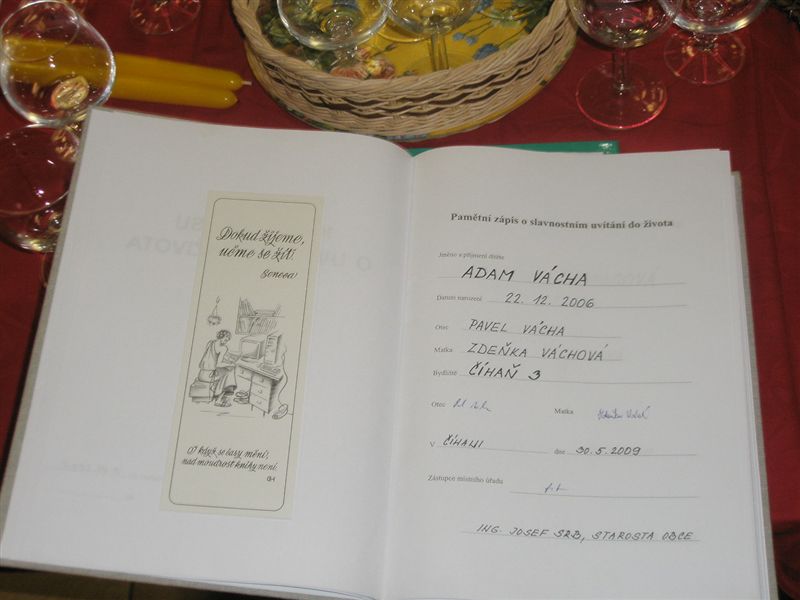 Dokud žijeme,
učme se žít!
Seneca
Ať když se časy mění,
nad moudrost knihy není.
Pamětní zápis o slavnostním uvítání do života
Jméno a příjmení dítěte
ADAM VÁCHA
Datum narození 22. 12. 2006
Otec PAVEL VÁCHA
Matka ZDEŇKA VÁCHOVÁ
Bydliště ČÍHAŇ 3
Otec Matka
V ČÍHANI dne 30.5.2009
Zástupce místního úřadu
ING. JOSEF SRB, STAROSTA OBCE